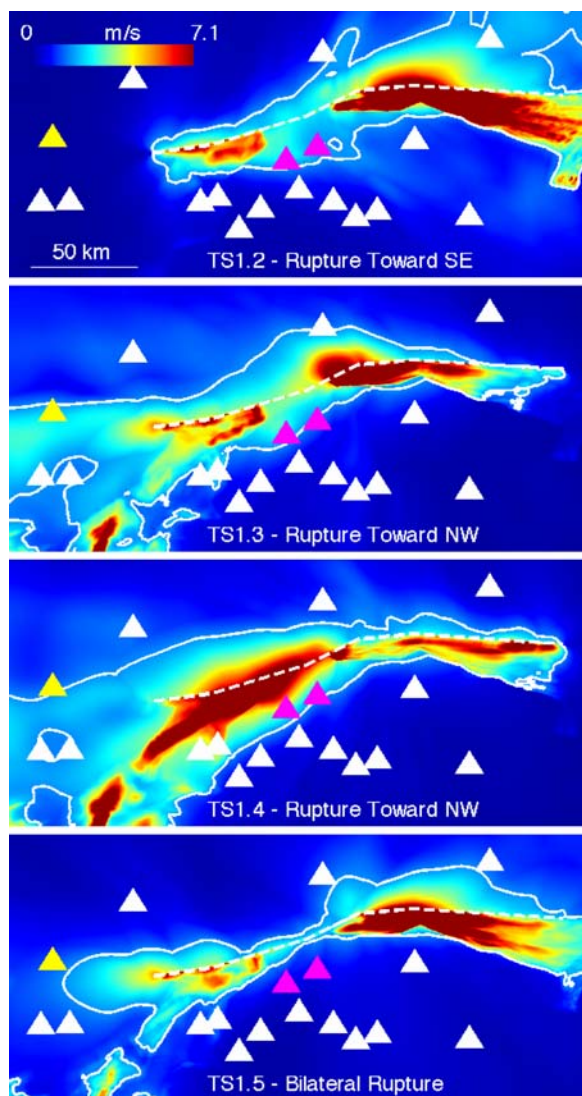 0 m/s 7.1
50 km
TS1.2 - Rupture Toward SE
TS1.3 - Rupture Toward NW
TS1.4 - Rupture Toward NW
TS1.5 - Bilateral Rupture